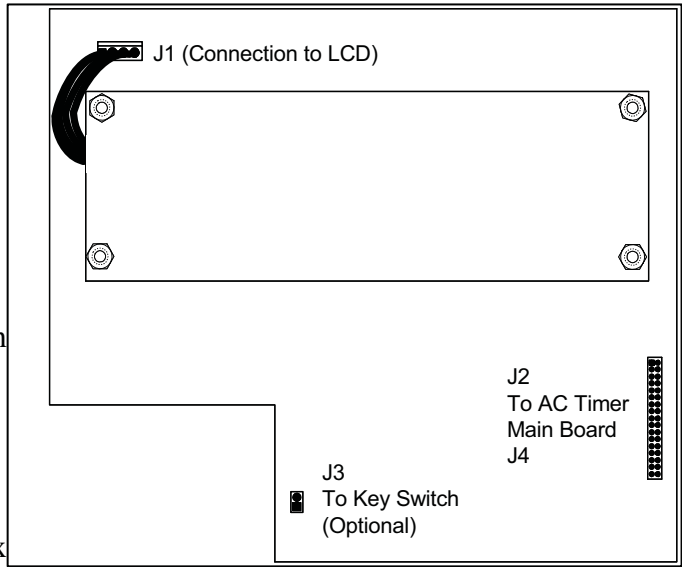 J1 (Connection to LCD)
J2
To AC Timer
Main Board
J4
J3
To Key Switch
(Optional)